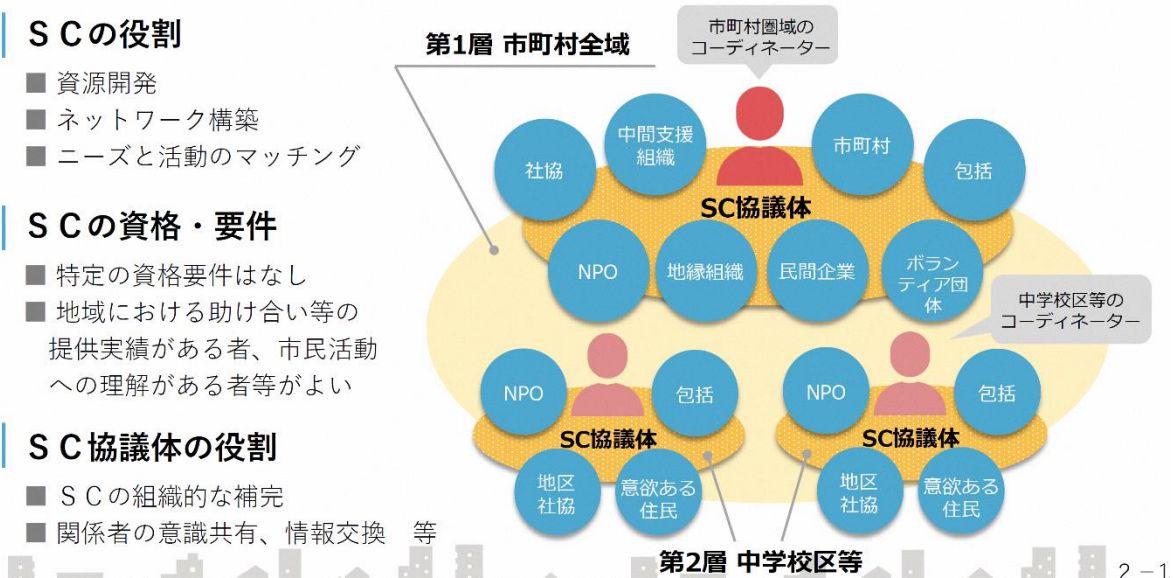 ＳＣの役割
■ 資源開発
■ ネットワーク構築
■ ニーズと活動のマッチング
ＳＣの資格・要件
■ 特定の資格要件はなし
■ 地域における助け合い等の
提供実績がある者、市民活動
への理解がある者等がよい
ＳＣ協議体の役割
■ ＳＣの組織的な補完
■ 関係者の意識共有、情報交換　等
第1層 市町村全域
市町村圏域の
コーディネーター
社協
中間支援
組織
市町村
包括
SC協議体
NPO
地縁組織
民間企業
ボラン
ティア団
体
中学校区等の
コーディネーター
NPO
包括
SC協議体
地区
社協
意欲ある
住民
NPO
包括
SC協議体
地区
社協
意欲ある
住民
第2層 中学校区等
2－1